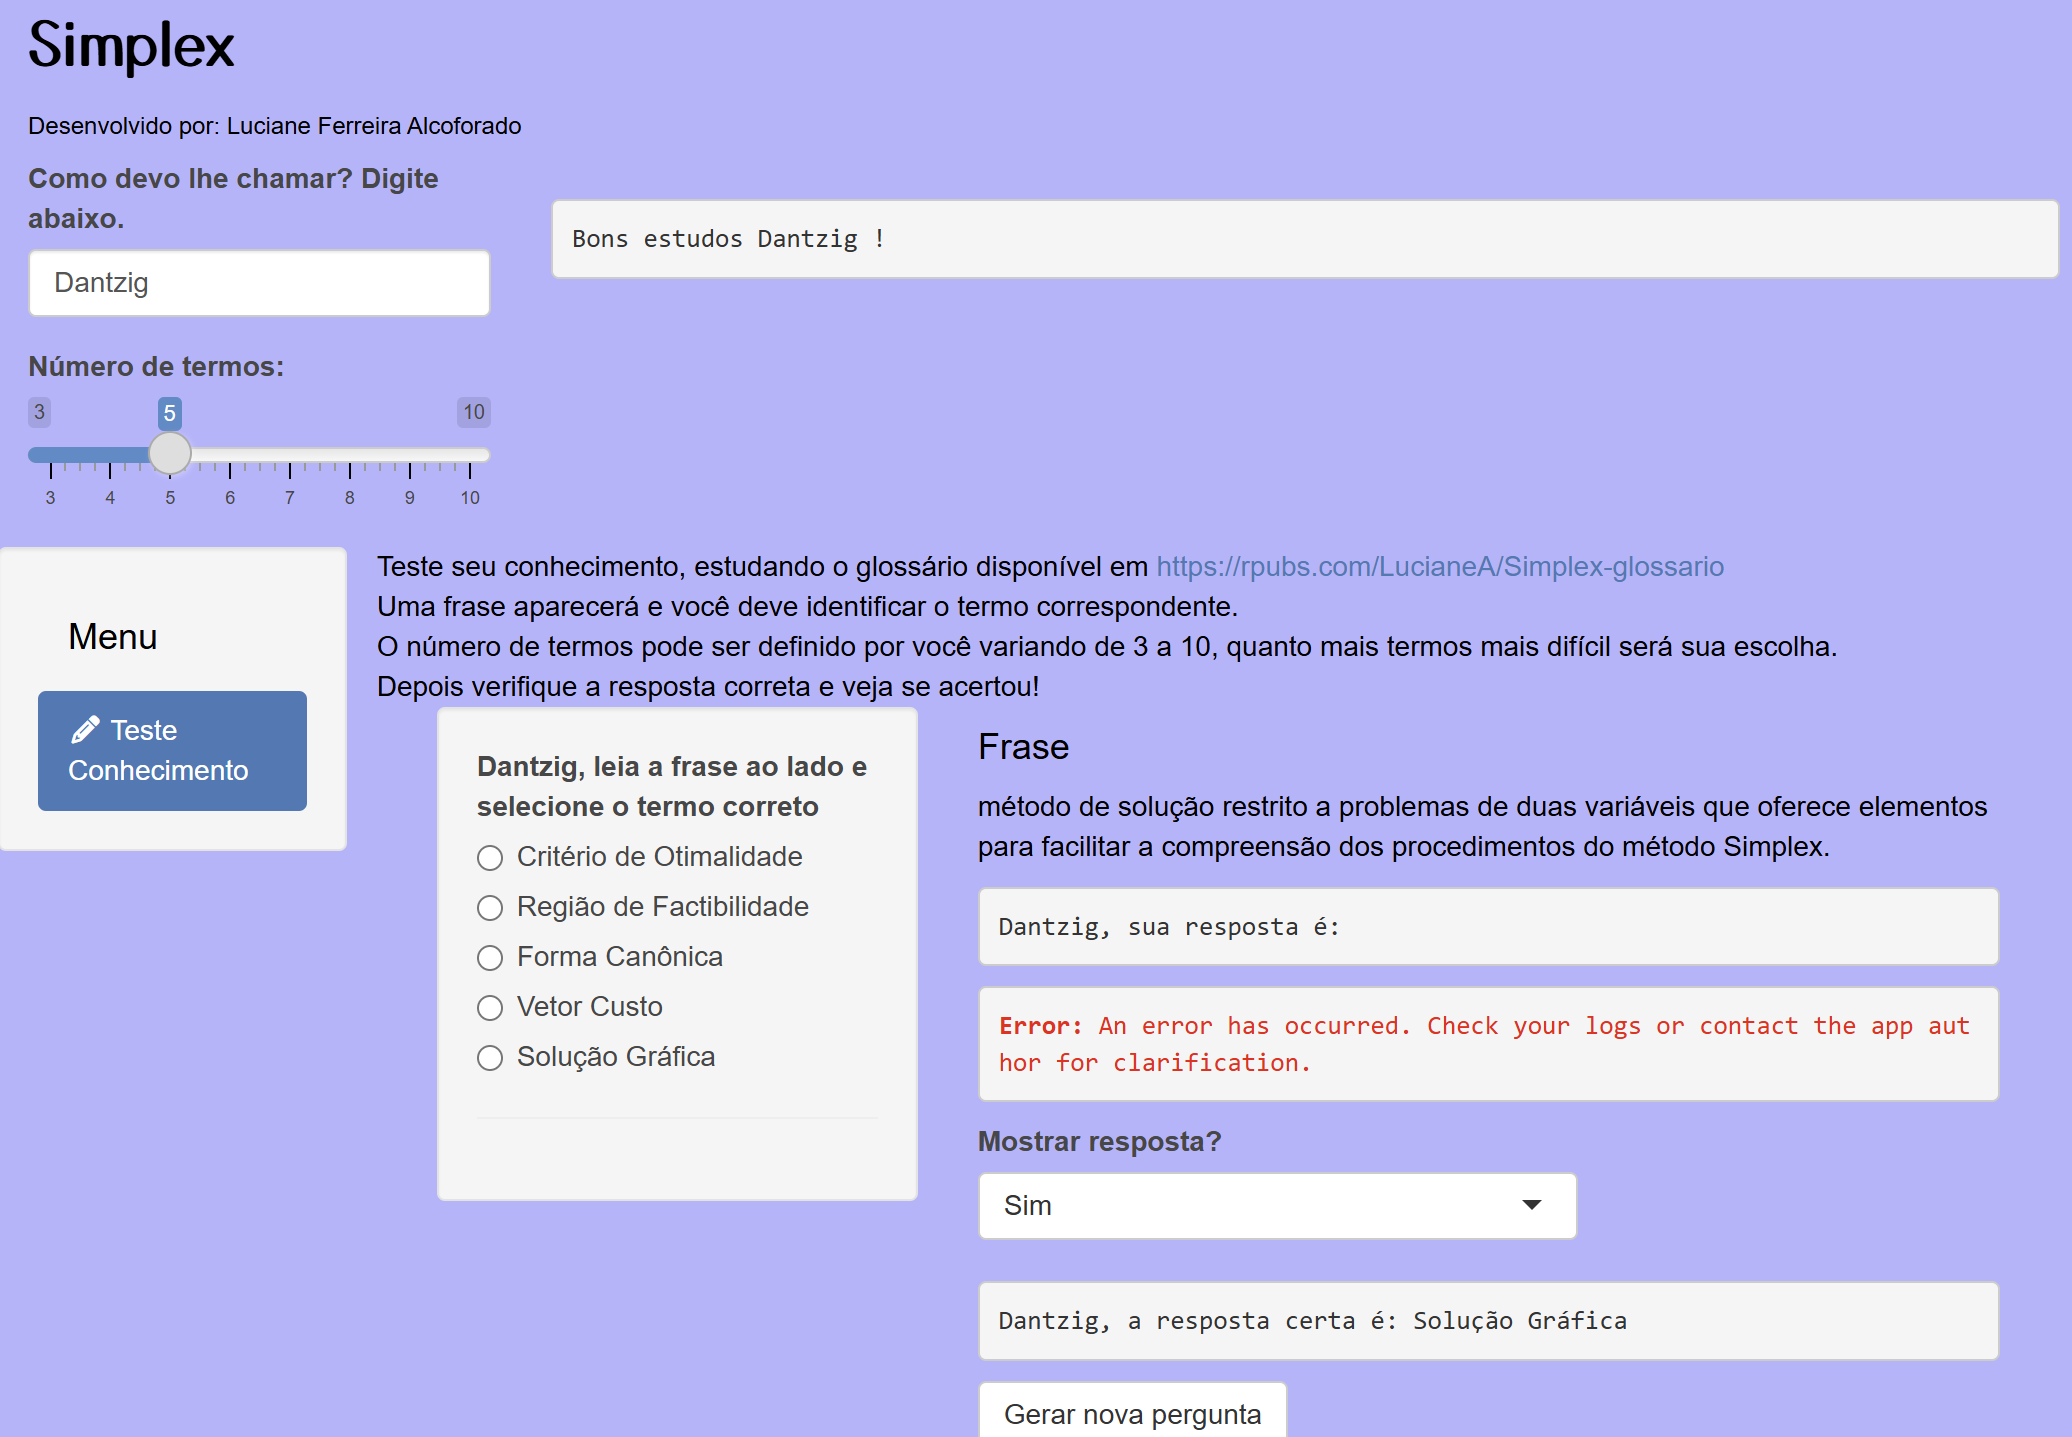 Simplex
Desenvolvido por: Luciane Ferreira Alcoforado
Como devo lhe chamar? Digite
abaixo.
Dantzig
Bons estudos Dantzig !
Número de termos:
3 5 10
3 4 5 6 7 8 9 10
Menu
Teste
Conhecimento
Teste seu conhecimento, estudando o glossário disponível em https://rpubs.com/LucianeA/Simplex-glossario
Uma frase aparecerá e você deve identificar o termo correspondente.
O número de termos pode ser definido por você variando de 3 a 10, quanto mais termos mais difícil será sua escolha.
Depois verifique a resposta correta e veja se acertou!
Dantzig, leia a frase ao lado e
selecione o termo correto
Critério de Otimalidade
Região de Factibilidade
Forma Canônica
Vetor Custo
Solução Gráfica
Frase
método de solução restrito a problemas de duas variáveis que oferece elementos
para facilitar a compreensão dos procedimentos do método Simplex.
Dantzig, sua resposta é:
Error: An error has occurred. Check your logs or contact the app aut
hor for clarification.
Mostrar resposta?
Sim
Dantzig, a resposta certa é: Solução Gráfica
Gerar nova pergunta